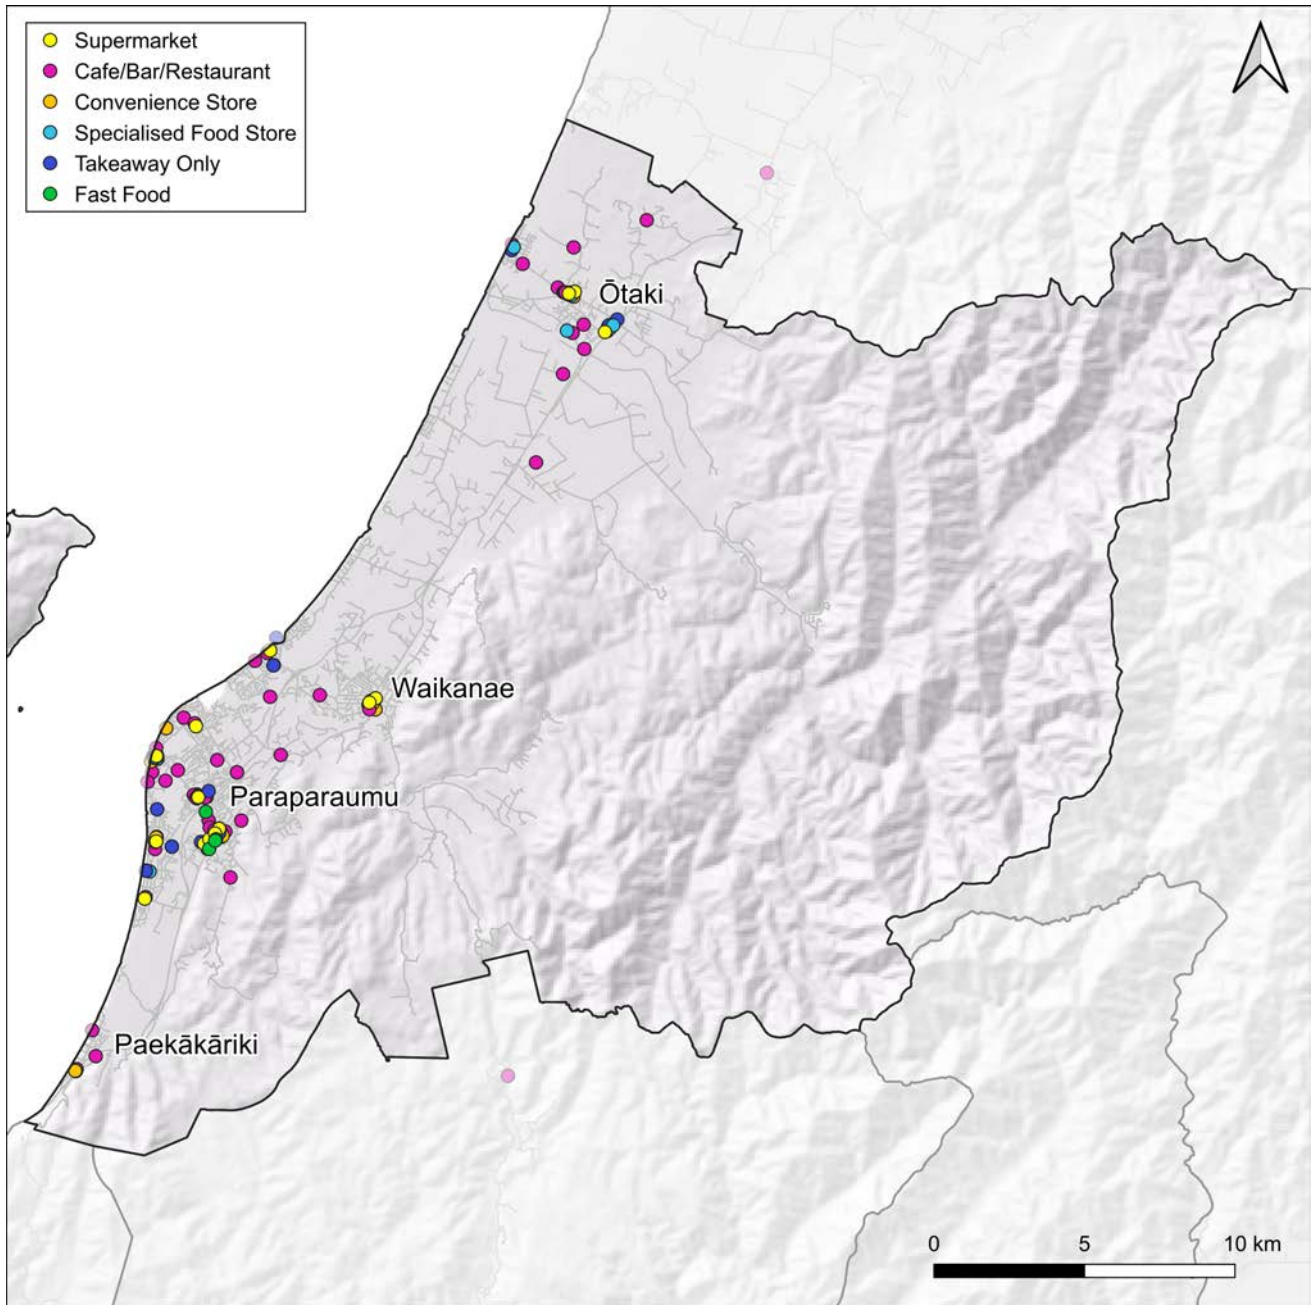 Supermarket
Cafe/Bar/Restaurant
Convenience Store
Specialised Food Store
Takeaway Only
Fast Food
Ōtaki
Waikanae
Paraparaumu
Paekākāriki
0 5 10 km